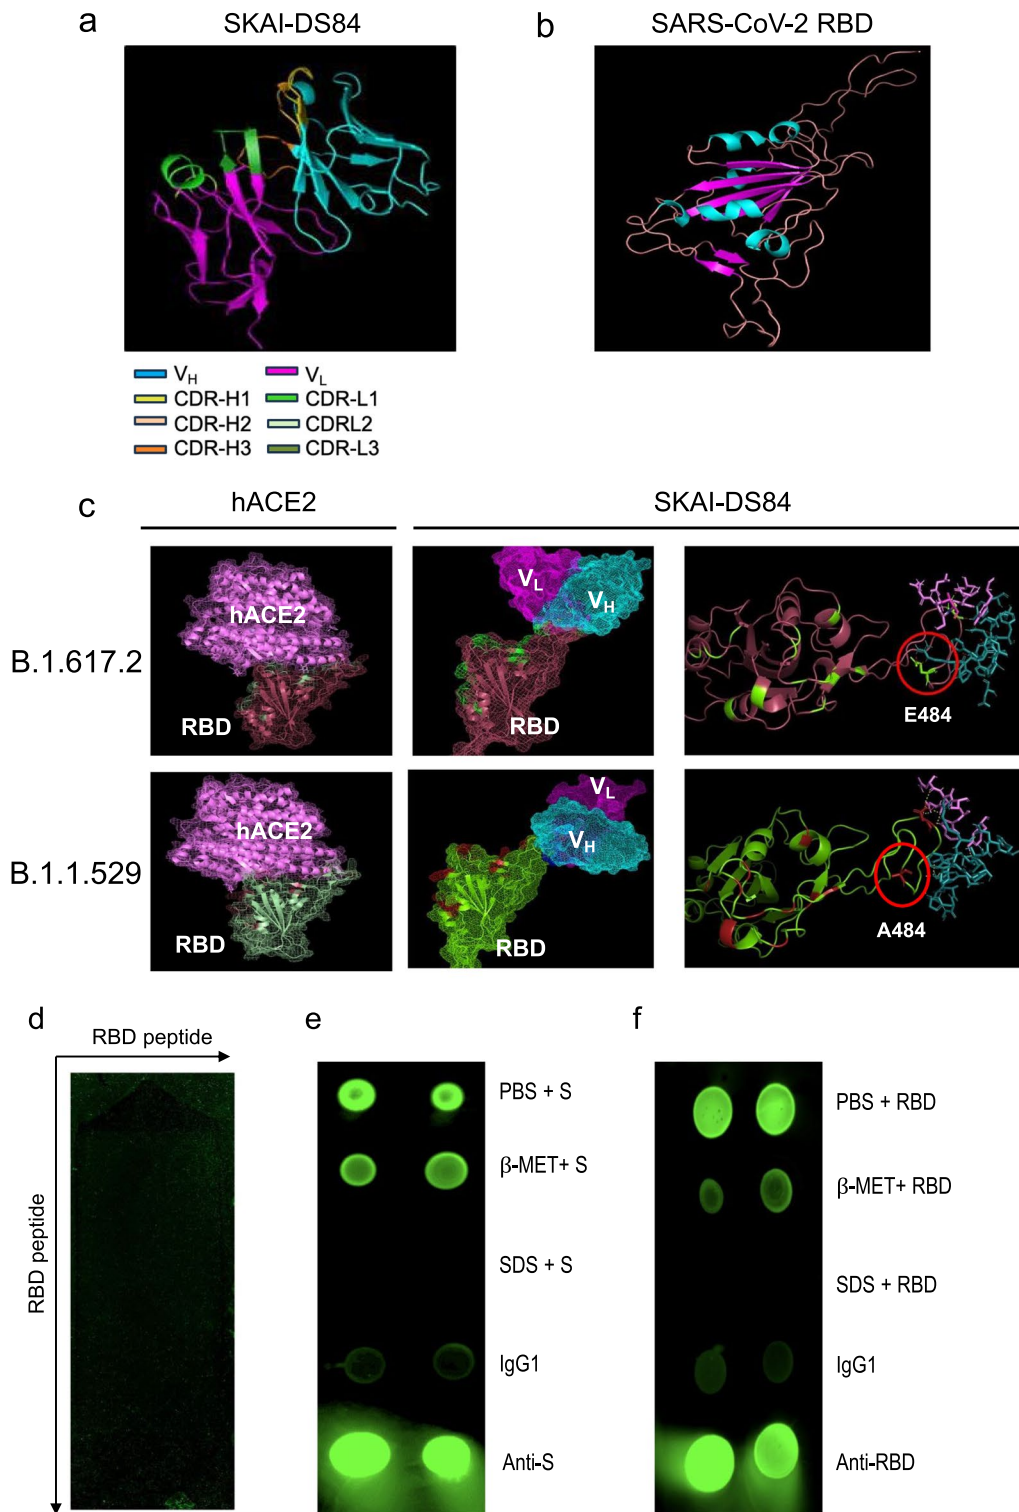 a
SKAI-DS84
b
SARS-CoV-2 RBD
VH
VL
CDR-H1
CDR-L1
CDR-H2
CDRL2
CDR-H3
CDR-L3
c
hACE2
SKAI-DS84
B.1.617.2
hACE2
RBD
VL
VH
RBD
E484
B.1.1.529
hACE2
RBD
VL
VH
RBD
A484
d
RBD peptide
RBD peptide
e
PBS + S
β-MET+ S
SDS + S
IgG1
Anti-S
f
PBS + RBD
β-MET+ RBD
SDS + RBD
IgG1
Anti-RBD